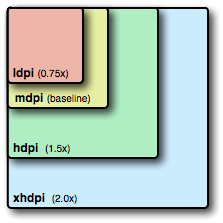 ldpi (0.75x)
mdpi (baseline)
hdpi (1.5x)
xhdpi (2.0x)